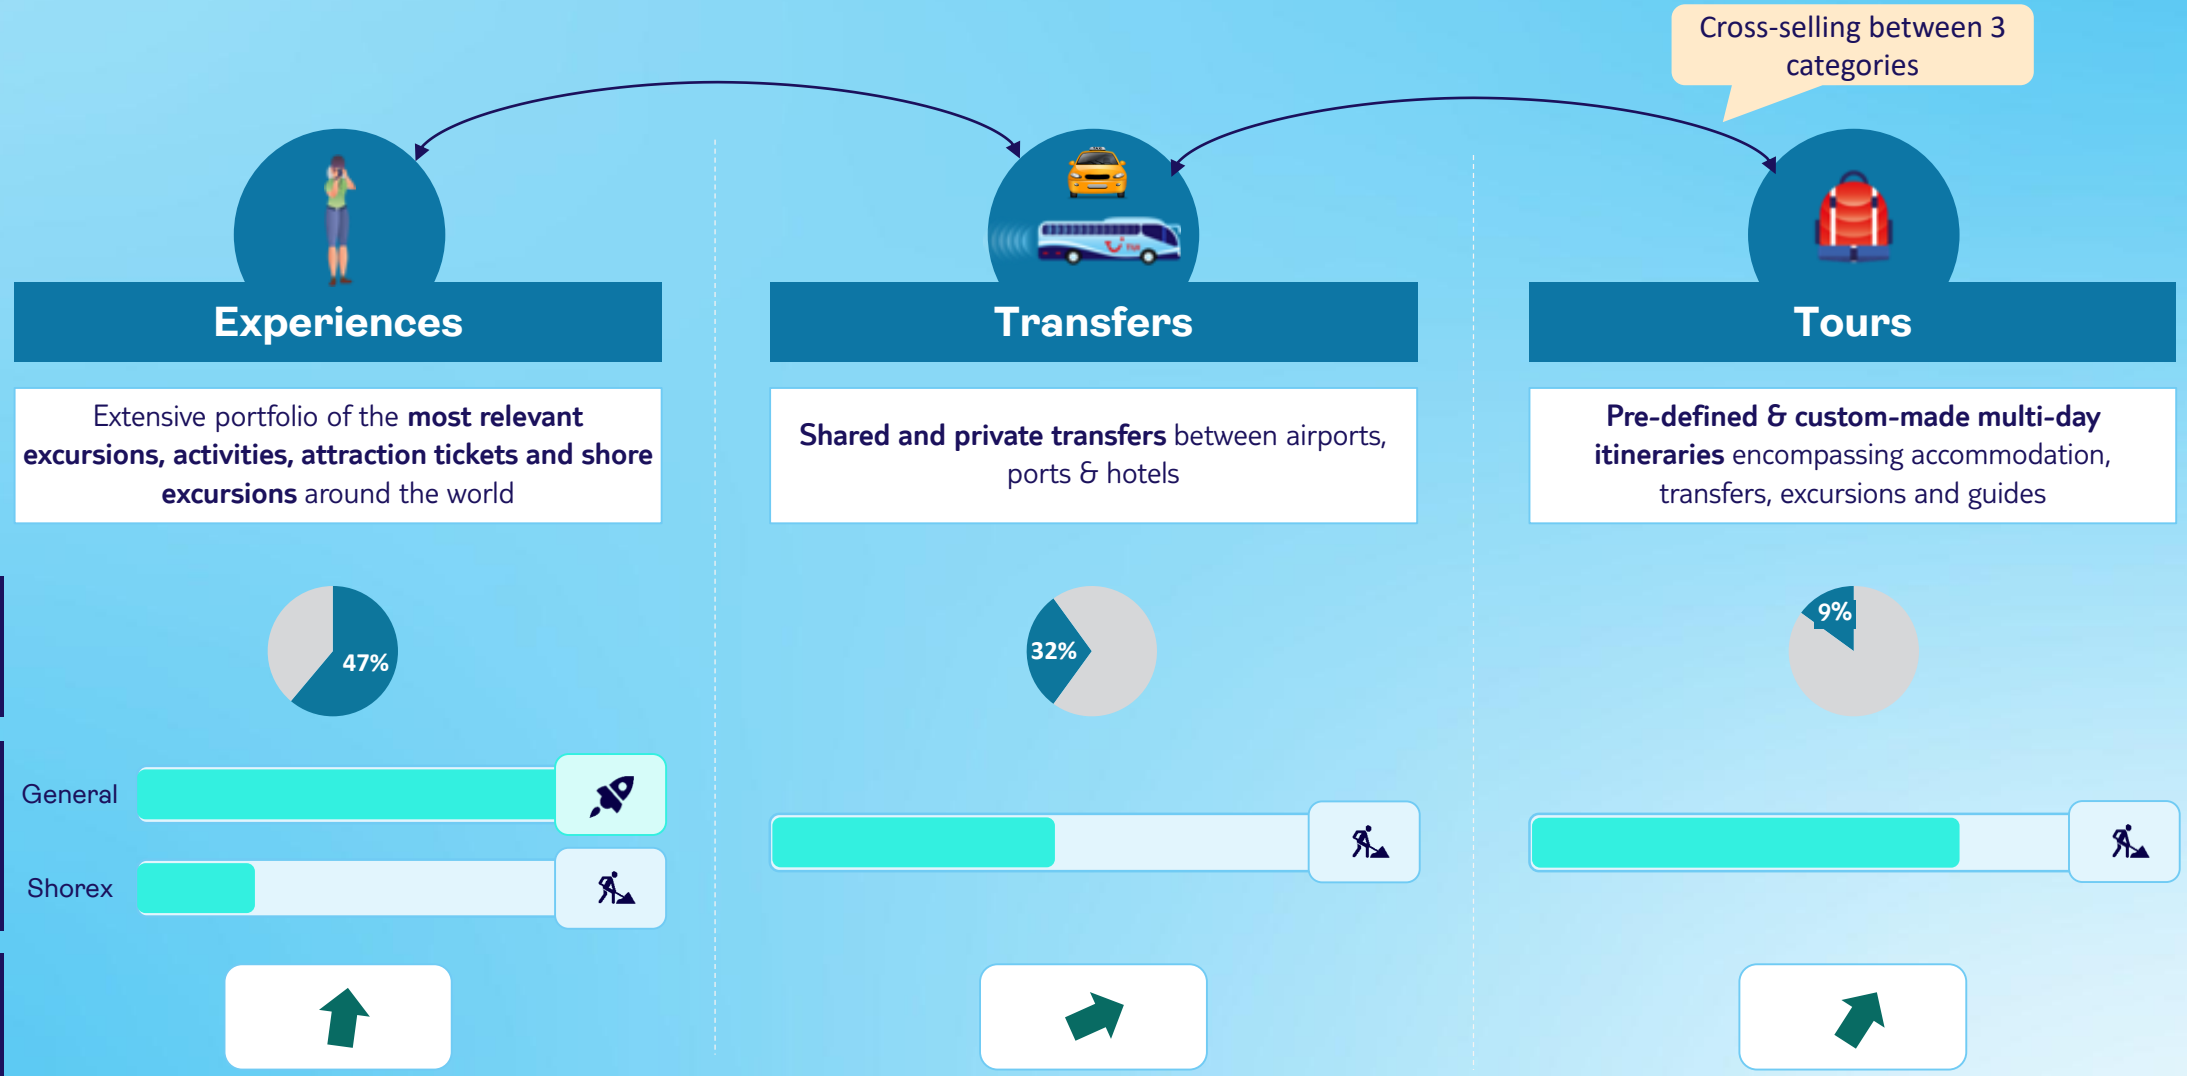 Cross-selling between 3
categories
Experiences
Transfers
Tours
Extensive portfolio of the most relevant
excursions, activities, attraction tickets and shore
excursions around the world
Shared and private transfers between airports,
ports & hotels
Pre-defined & custom-made multi-day
itineraries encompassing accommodation,
transfers, excursions and guides
47%
32%
9%
General
Shorex